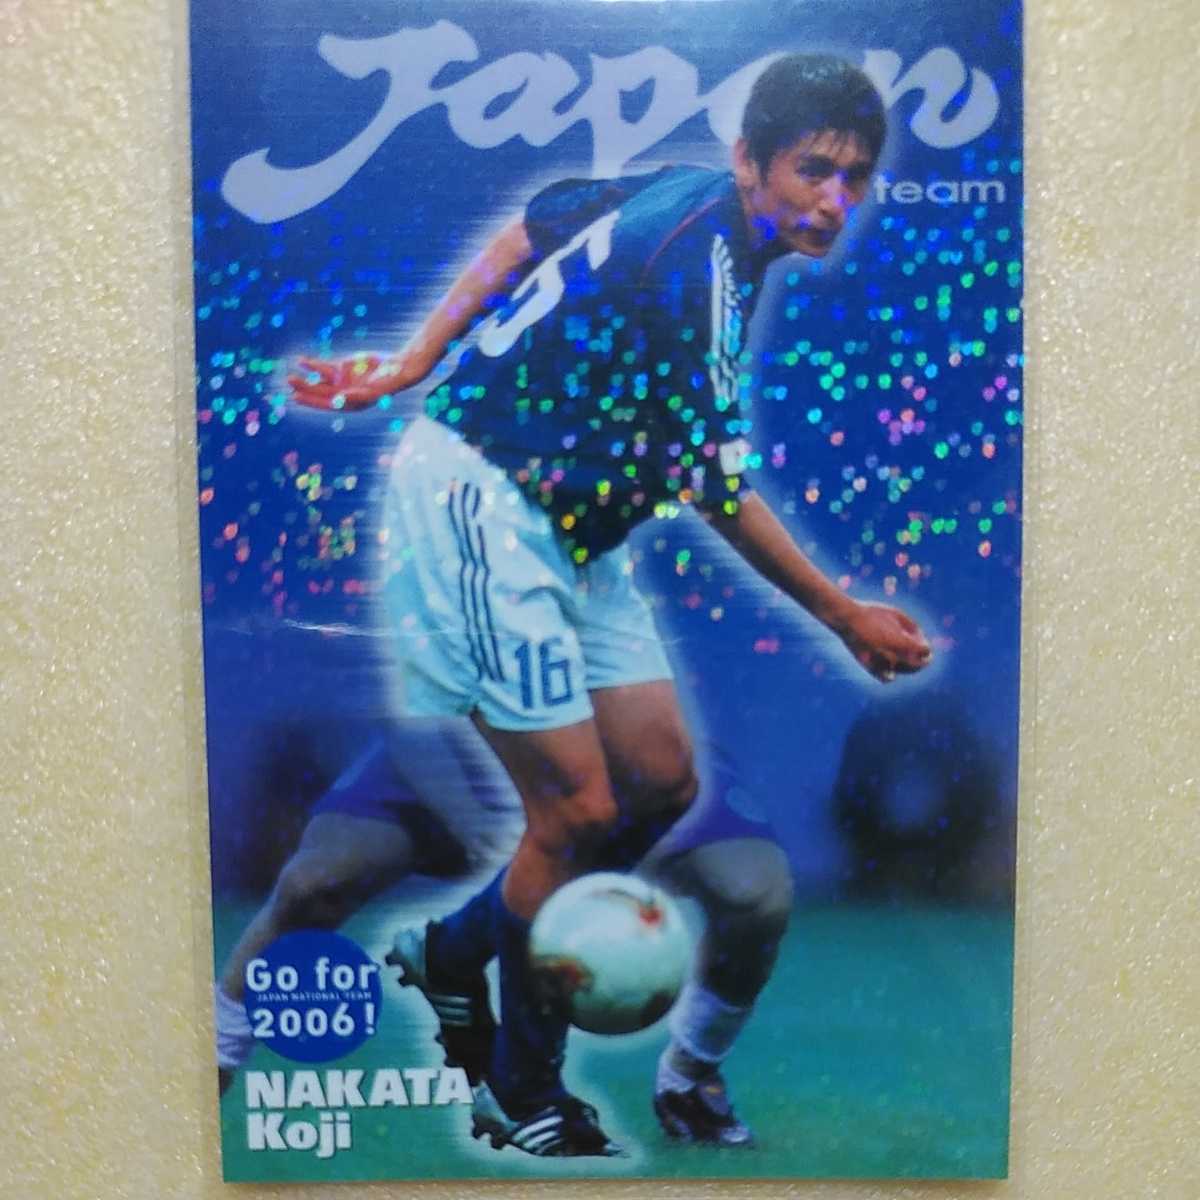 Japan
team
16
Go for
JAPAN NATIONAL TEAM
2006!
NAKATA
Koji